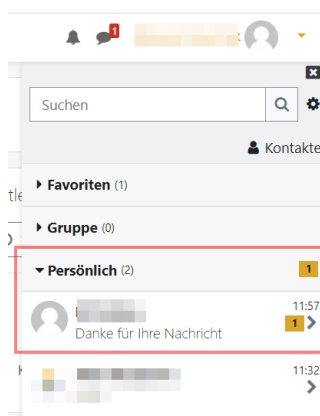 1
Suchen
Kontakte
Favoriten (1)
Gruppe (0)
Persönlich (2)
1
11:57
Danke für Ihre Nachricht
1
11:32